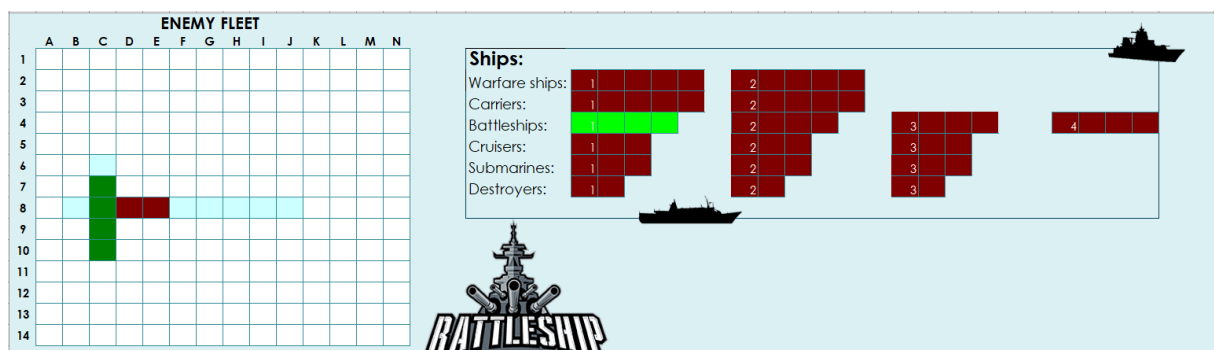 ENEMY FLEET
A B C D E F G H I J K L M N
1
2
3
4
5
6
7
8
9
10
11
12
13
14
Ships:
Warfare ships: 1 2
Carriers: 1 2
Battleships: 1 2 3 4
Cruisers: 1 2 3
Submarines: 1 2 3
Destroyers: 1 2 3
BATTLESHIP